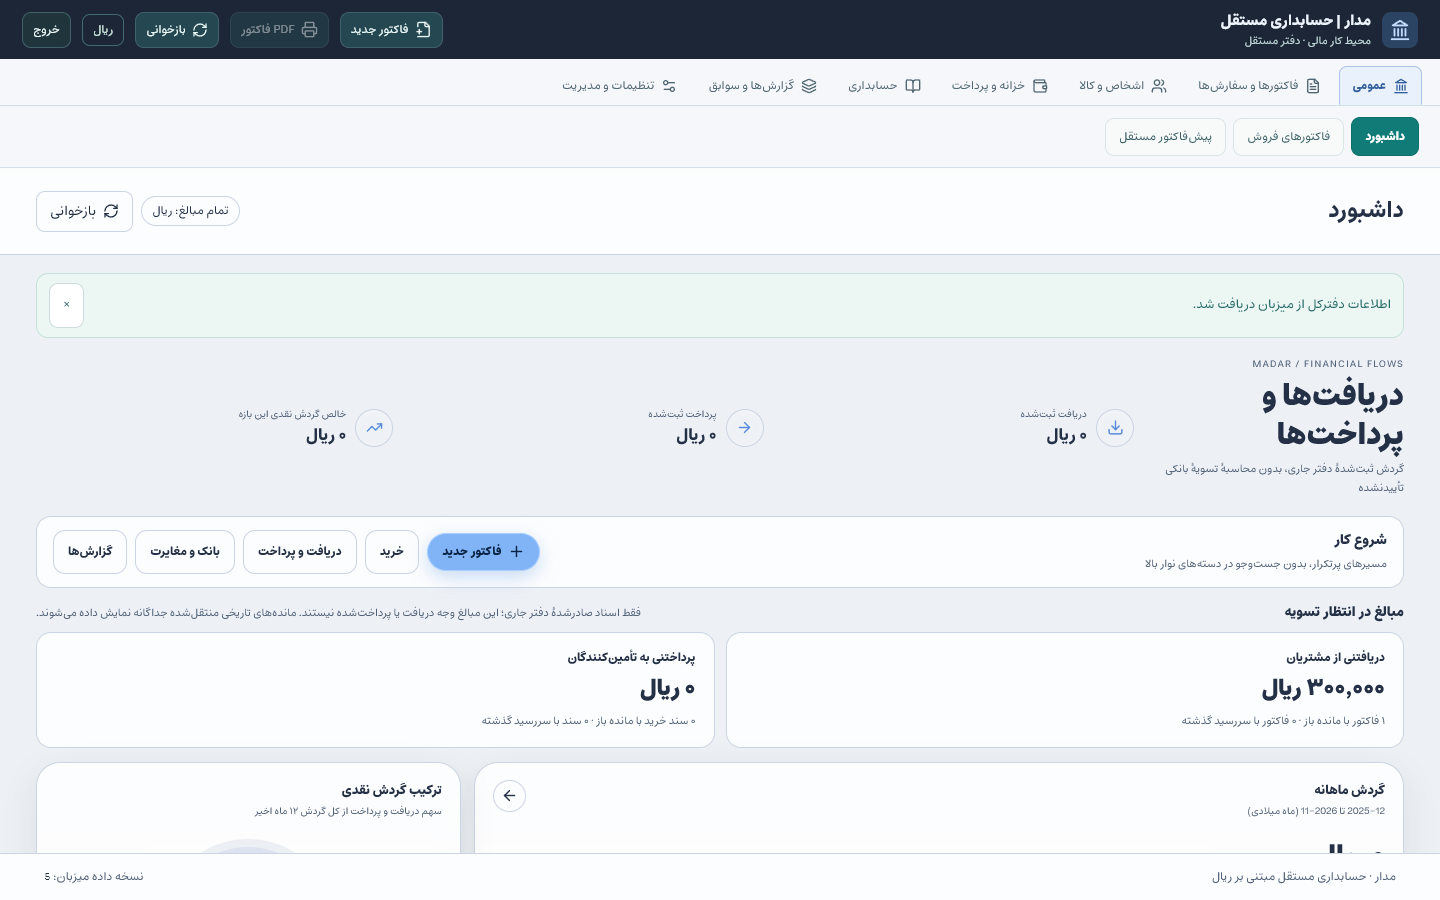 مدار | حسابداری مستقل
محیط کار مالی · دفتر مستقل
فاکتور جدید
PDF فاکتور
بازخوانی
ریال
خروج
عمومی
فاکتورها و سفارش‌ها
اشخاص و کالا
خزانه و پرداخت
حسابداری
گزارش‌ها و سوابق
تنظیمات و مدیریت
داشبورد
فاکتورهای فروش
پیش‌فاکتور مستقل
داشبورد
تمام مبالغ: ریال
بازخوانی
اطلاعات دفترکل از میزبان دریافت شد.
×
MADAR / FINANCIAL FLOWS
دریافت‌ها و
پرداخت‌ها
گردش ثبت‌شدهٔ دفتر جاری، بدون محاسبهٔ تسویهٔ بانکی
تأییدنشده
دریافت ثبت‌شده
۰ ریال
پرداخت ثبت‌شده
۰ ریال
خالص گردش نقدی این بازه
۰ ریال
شروع کار
مسیرهای پرتکرار، بدون جست‌وجو در دسته‌های نوار بالا
فاکتور جدید
خرید
دریافت و پرداخت
بانک و مغایرت
گزارش‌ها
مبالغ در انتظار تسویه
فقط اسناد صادرشدهٔ دفتر جاری؛ این مبالغ وجه دریافت یا پرداخت‌شده نیستند. مانده‌های تاریخی منتقل‌شده جداگانه نمایش داده می‌شوند.
دریافتنی از مشتریان
۳۰۰,۰۰۰ ریال
۱ فاکتور با مانده باز · ۰ فاکتور با سررسید گذشته
پرداختنی به تأمین‌کنندگان
۰ ریال
۰ سند خرید با مانده باز · ۰ سند با سررسید گذشته
گردش ماهانه
2025-12 تا 2026-11 (ماه میلادی)
ترکیب گردش نقدی
سهم دریافت و پرداخت از کل گردش ۱۲ ماه اخیر
مدار · حسابداری مستقل مبتنی بر ریال
نسخه داده میزبان: 5